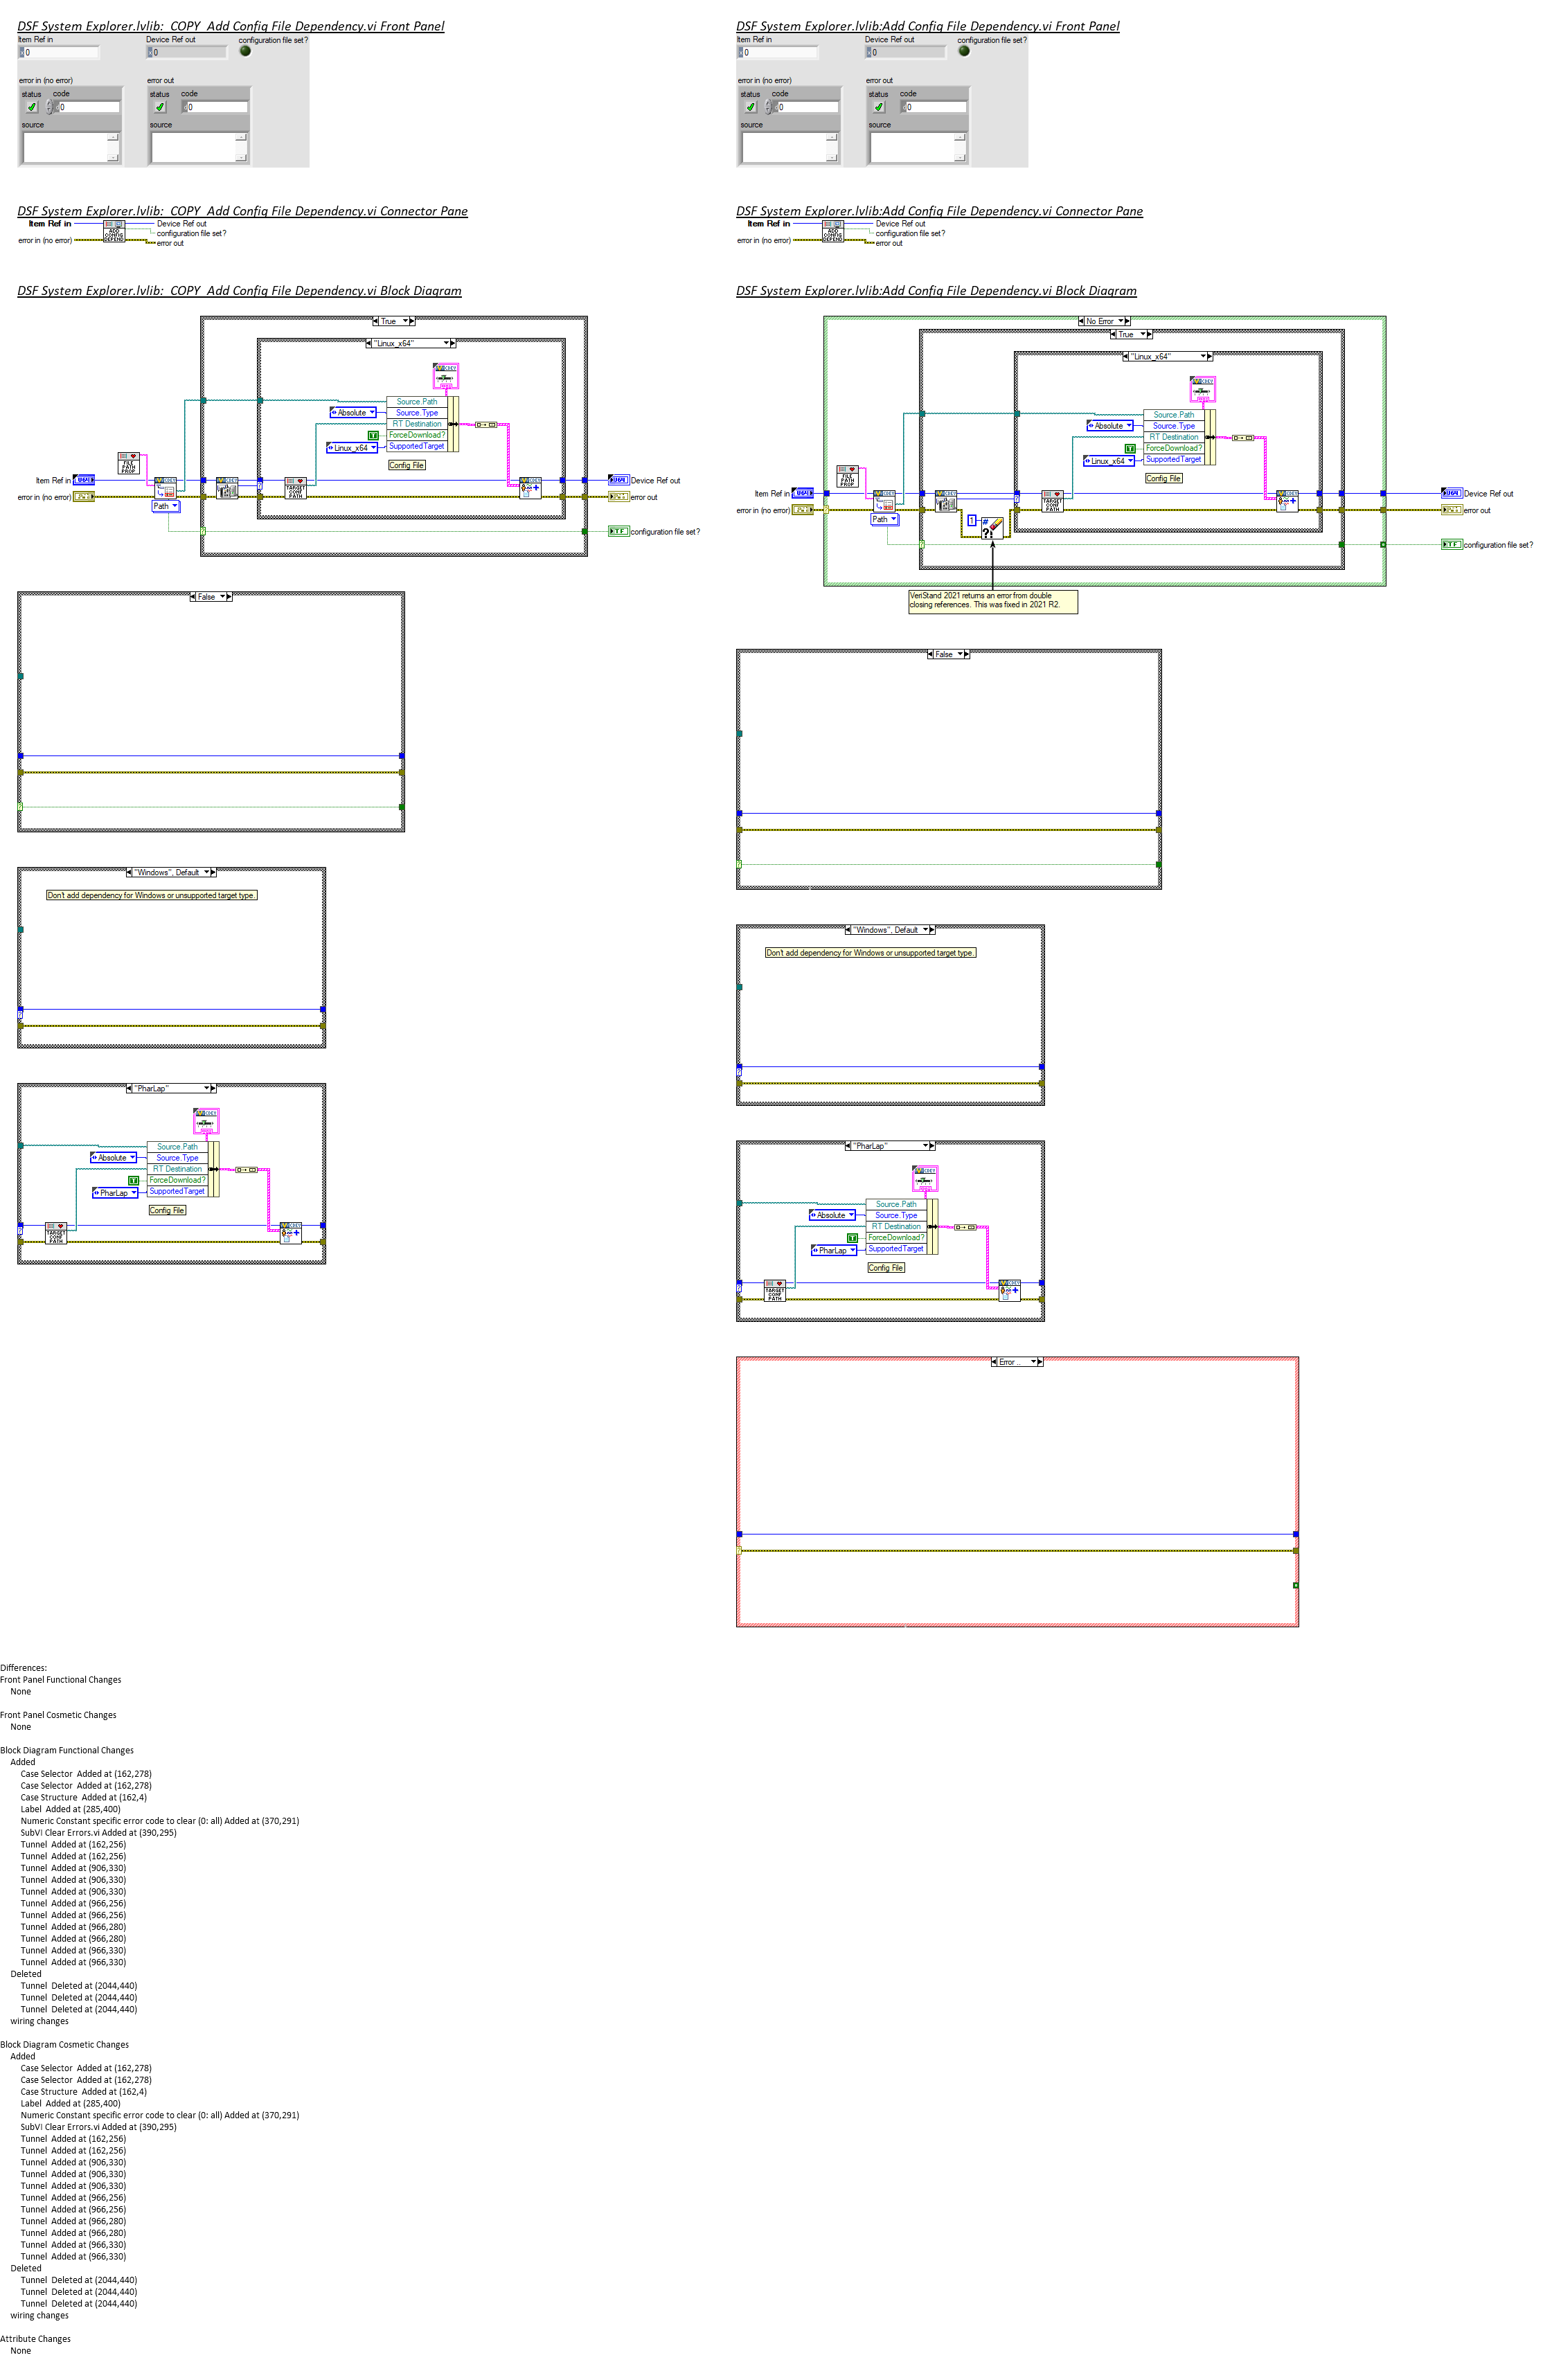 DSF System Explorer.lvlib:  COPY  Add Config File Dependency.vi Front Panel
Item Ref in
Device Ref out
configuration file set?
0
0
error in (no error)
error out
status
code
status
code
0
0
source
source
DSF System Explorer.lvlib:  COPY  Add Config File Dependency.vi Connector Pane
Item Ref in
Device Ref out
configuration file set?
error in (no error)
error out
ADD
CONFIG
DEPEND
DSF System Explorer.lvlib:  COPY  Add Config File Dependency.vi Block Diagram
True
"Linux_x64"
Source.Path
Absolute
Source.Type
RT Destination
T
ForceDownload?
Linux_x64
SupportedTarget
Config File
FILE
PATH
PROP
Item Ref in
Device Ref out
error in (no error)
error out
Path
TARGET
CONF
PATH
configuration file set?
TF
False
"Windows", Default
Don't add dependency for Windows or unsupported target type.
"PharLap"
Source.Path
Absolute
Source.Type
RT Destination
T
ForceDownload?
PharLap
SupportedTarget
Config File
TARGET
CONF
PATH
DSF System Explorer.lvlib:Add Config File Dependency.vi Front Panel
Item Ref in
Device Ref out
configuration file set?
0
0
error in (no error)
error out
status
code
status
code
0
0
source
source
DSF System Explorer.lvlib:Add Config File Dependency.vi Connector Pane
Item Ref in
Device Ref out
configuration file set?
error in (no error)
error out
ADD
CONFIG
DEPEND
DSF System Explorer.lvlib:Add Config File Dependency.vi Block Diagram
No Error
True
"Linux_x64"
Source.Path
Absolute
Source.Type
RT Destination
T
ForceDownload?
Linux_x64
SupportedTarget
Config File
FILE
PATH
PROP
Item Ref in
Device Ref out
error in (no error)
error out
Path
1
#
?!
TARGET
CONF
PATH
configuration file set?
TF
VeriStand 2021 returns an error from double
closing references. This was fixed in 2021 R2.
False
"Windows", Default
Don't add dependency for Windows or unsupported target type.
"PharLap"
Source.Path
Absolute
Source.Type
RT Destination
T
ForceDownload?
PharLap
SupportedTarget
Config File
TARGET
CONF
PATH
Error ..
Differences:
Front Panel Functional Changes
None
Front Panel Cosmetic Changes
None
Block Diagram Functional Changes
Added
Case Selector  Added at (162,278)
Case Selector  Added at (162,278)
Case Structure  Added at (162,4)
Label  Added at (285,400)
Numeric Constant specific error code to clear (0: all) Added at (370,291)
SubVI Clear Errors.vi Added at (390,295)
Tunnel  Added at (162,256)
Tunnel  Added at (162,256)
Tunnel  Added at (906,330)
Tunnel  Added at (906,330)
Tunnel  Added at (906,330)
Tunnel  Added at (966,256)
Tunnel  Added at (966,256)
Tunnel  Added at (966,280)
Tunnel  Added at (966,280)
Tunnel  Added at (966,330)
Tunnel  Added at (966,330)
Deleted
Tunnel  Deleted at (2044,440)
Tunnel  Deleted at (2044,440)
Tunnel  Deleted at (2044,440)
wiring changes
Block Diagram Cosmetic Changes
Added
Case Selector  Added at (162,278)
Case Selector  Added at (162,278)
Case Structure  Added at (162,4)
Label  Added at (285,400)
Numeric Constant specific error code to clear (0: all) Added at (370,291)
SubVI Clear Errors.vi Added at (390,295)
Tunnel  Added at (162,256)
Tunnel  Added at (162,256)
Tunnel  Added at (906,330)
Tunnel  Added at (906,330)
Tunnel  Added at (906,330)
Tunnel  Added at (966,256)
Tunnel  Added at (966,256)
Tunnel  Added at (966,280)
Tunnel  Added at (966,280)
Tunnel  Added at (966,330)
Tunnel  Added at (966,330)
Deleted
Tunnel  Deleted at (2044,440)
Tunnel  Deleted at (2044,440)
Tunnel  Deleted at (2044,440)
wiring changes
Attribute Changes
None